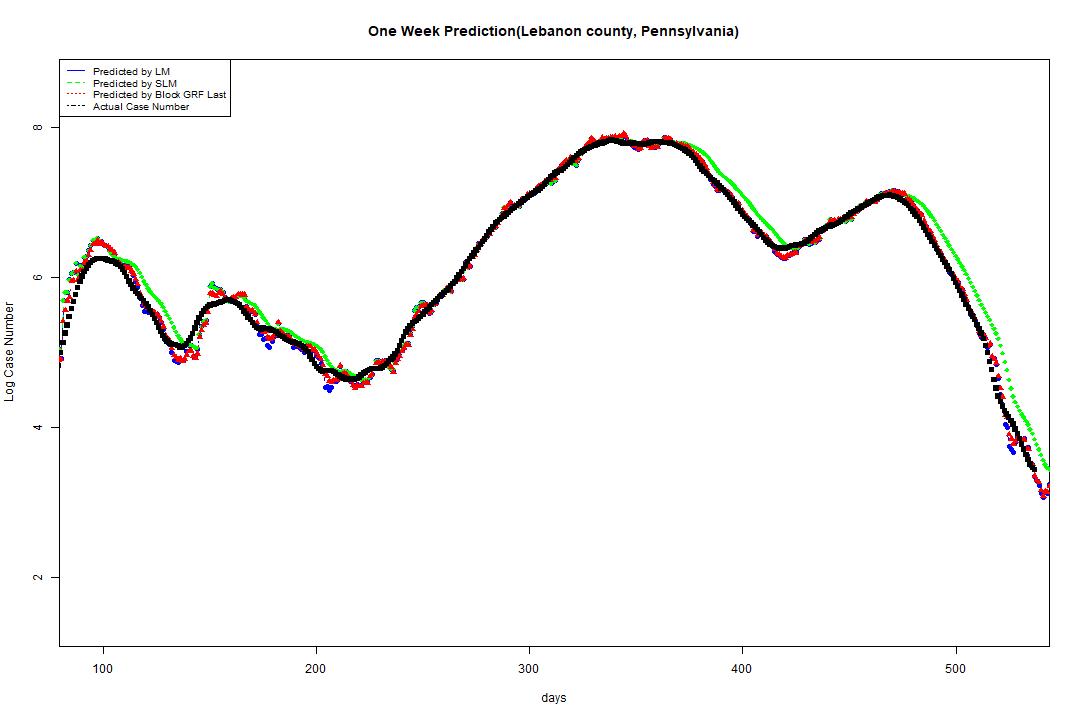 One Week Prediction(Lebanon county, Pennsylvania)
Predicted by LM
Predicted by SLM
Predicted by Block GRF Last
Actual Case Number
8
6
4
2
Log Case Number
100 200 300 400 500
days